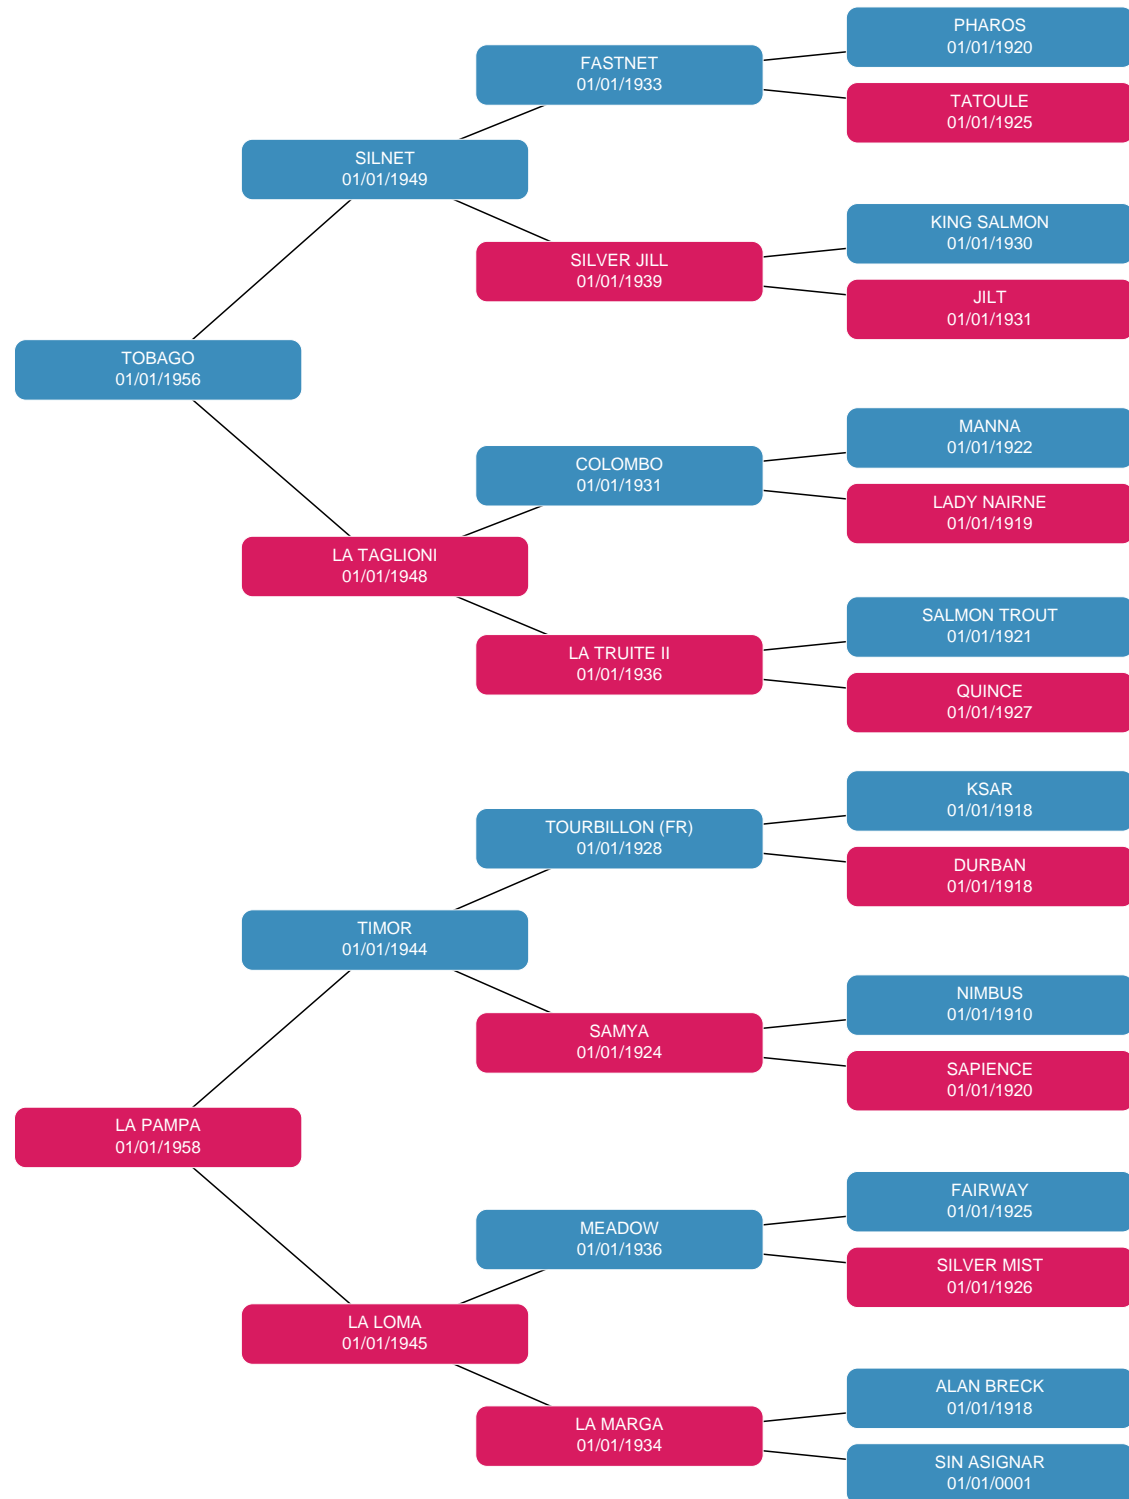 PHAROS
01/01/1920
FASTNET
01/01/1933
TATOULE
01/01/1925
SILNET
01/01/1949
KING SALMON
01/01/1930
SILVER JILL
01/01/1939
JILT
01/01/1931
TOBAGO
01/01/1956
MANNA
01/01/1922
COLOMBO
01/01/1931
LADY NAIRNE
01/01/1919
LA TAGLIONI
01/01/1948
SALMON TROUT
01/01/1921
LA TRUITE II
01/01/1936
QUINCE
01/01/1927
KSAR
01/01/1918
TOURBILLON (FR)
01/01/1928
DURBAN
01/01/1918
TIMOR
01/01/1944
NIMBUS
01/01/1910
SAMYA
01/01/1924
SAPIENCE
01/01/1920
LA PAMPA
01/01/1958
FAIRWAY
01/01/1925
MEADOW
01/01/1936
SILVER MIST
01/01/1926
LA LOMA
01/01/1945
ALAN BRECK
01/01/1918
LA MARGA
01/01/1934
SIN ASIGNAR
01/01/0001